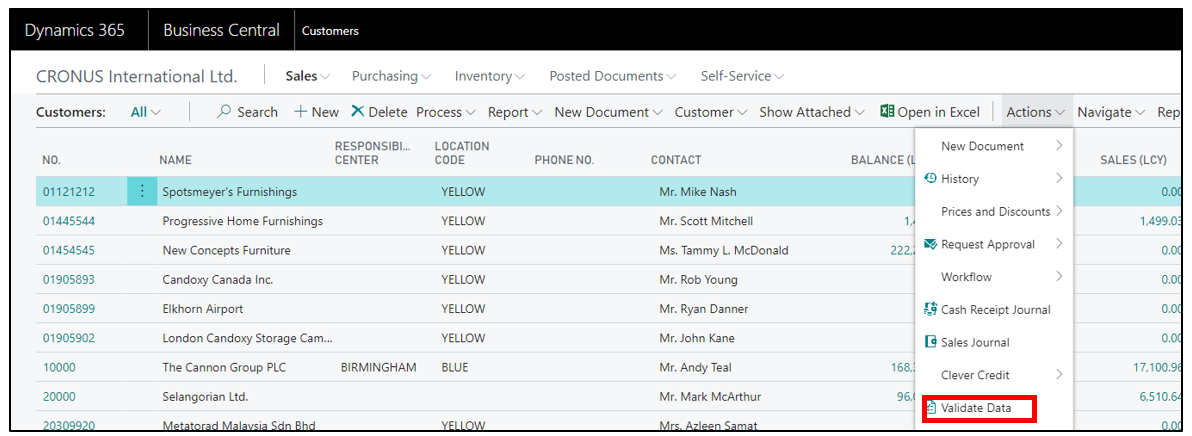 Dynamics 365 Business Central Customers
CRONUS International Ltd. Sales Purchasing Inventory Posted Documents Self-Service
Customers: All Search New Delete Process Report New Document Customer Show Attached Open in Excel Actions Navigate Rep
NO. NAME RESPONSIBI... CENTER LOCATION CODE PHONE NO. CONTACT BALANCE (L SALES (LCY)
01121212 Spotsmeyer's Furnishings YELLOW Mr. Mike Nash 0.00
01445544 Progressive Home Furnishings YELLOW Mr. Scott Mitchell 1,4 1,499.03
01454545 New Concepts Furniture YELLOW Ms. Tammy L. McDonald 222,2 0.00
01905893 Candoxy Canada Inc. YELLOW Mr. Rob Young 0.00
01905899 Elkhorn Airport YELLOW Mr. Ryan Danner 0.00
01905902 London Candoxy Storage Cam... YELLOW Mr. John Kane 0.00
10000 The Cannon Group PLC BIRMINGHAM BLUE Mr. Andy Teal 168,3 17,100.96
20000 Selangorian Ltd. Mr. Mark McArthur 96,0 6,510.64
20309920 Metatorad Malaysia Sdn Bhd YELLOW Mrs. Azleen Samat 0.00
New Document
History
Prices and Discounts
Request Approval
Workflow
Cash Receipt Journal
Sales Journal
Clever Credit
Validate Data